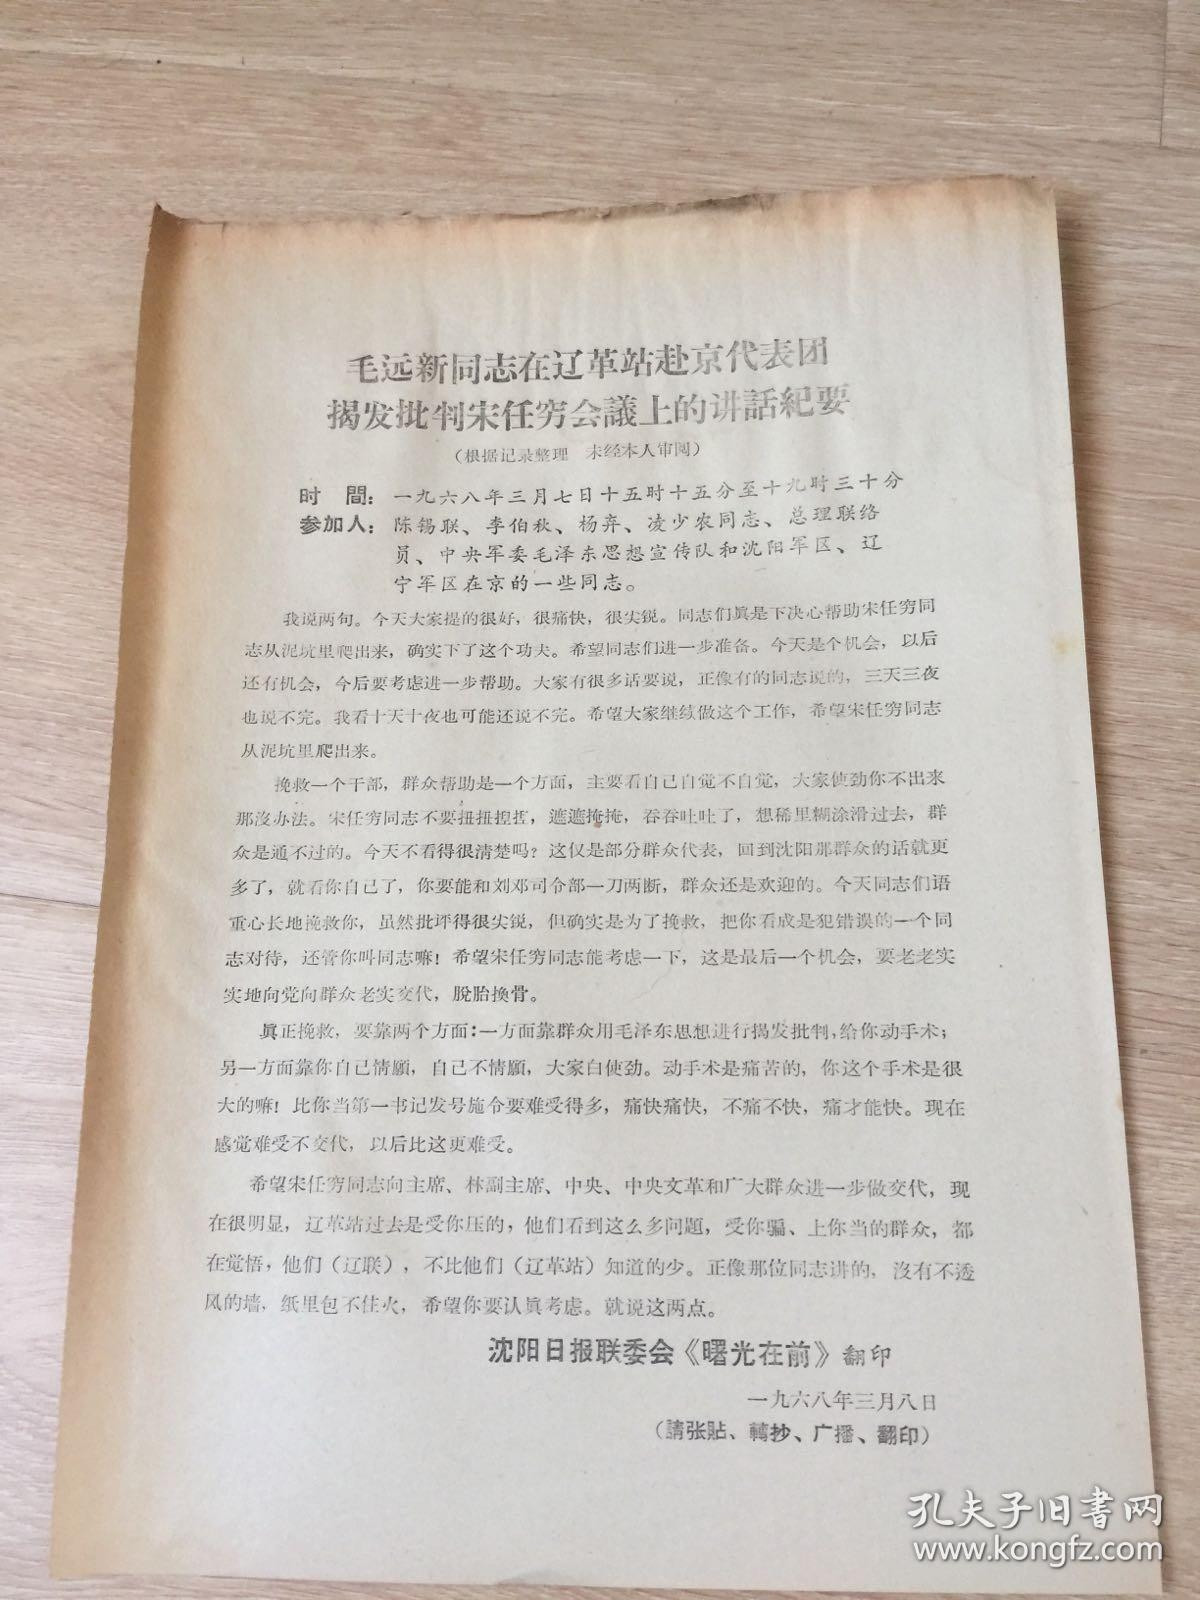 毛远新同志在辽革站赴京代表团
揭发批判宋任穷会議上的讲話紀要
（根据记录整理　未经本人审阅）
时　間：一九六八年三月七日十五时十五分至十九时三十分
参加人：陈锡联、李伯秋、杨弃、凌少农同志、总理联络
员、中央军委毛泽东思想宣传队和沈阳军区、辽
宁军区在京的一些同志。
我说两句。今天大家提的很好，很痛快，很尖锐。同志们眞是下决心帮助宋任穷同
志从泥坑里爬出来，确实下了这个功夫。希望同志们进一步准备。今天是个机会，以后
还有机会，今后要考虑进一步帮助。大家有很多话要说，正像有的同志说的，三天三夜
也说不完。我看十天十夜也可能还说不完。希望大家继续做这个工作，希望宋任穷同志
从泥坑里爬出来。
挽救一个干部，群众帮助是一个方面，主要看自己自觉不自觉，大家使劲你不出来
那沒办法。宋任穷同志不要扭扭捏捏，遮遮掩掩，吞吞吐吐了，想稀里糊涂滑过去，群
众是通不过的。今天不看得很清楚吗？这仅是部分群众代表，回到沈阳那群众的话就更
多了，就看你自己了，你要能和刘邓司令部一刀两断，群众还是欢迎的。今天同志们语
重心长地挽救你，虽然批评得很尖锐，但确实是为了挽救，把你看成是犯错误的一个同
志对待，还管你叫同志嘛！希望宋任穷同志能考虑一下，这是最后一个机会，要老老实
实地向党向群众老实交代，脫胎換骨。
眞正挽救，要靠两个方面：一方面靠群众用毛泽东思想进行揭发批判，给你动手术；
另一方面靠你自己情願，自己不情願，大家白使劲。动手术是痛苦的，你这个手术是很
大的嘛！比你当第一书记发号施令要难受得多，痛快痛快，不痛不快，痛才能快。现在
感觉难受不交代，以后比这更难受。
希望宋任穷同志向主席、林副主席、中央、中央文革和广大群众进一步做交代，现
在很明显，辽革站过去是受你压的，他们看到这么多问題，受你骗、上你当的群众，都
在觉悟，他们（辽联），不比他们（辽革站）知道的少。正像那位同志讲的，沒有不透
风的墙，纸里包不住火，希望你要认眞考虑。就说这两点。
沈阳日报联委会《曙光在前》翻印
一九六八年三月八日
（請张貼、轉抄、广播、翻印）
孔夫子旧书网
www.kongfz.com